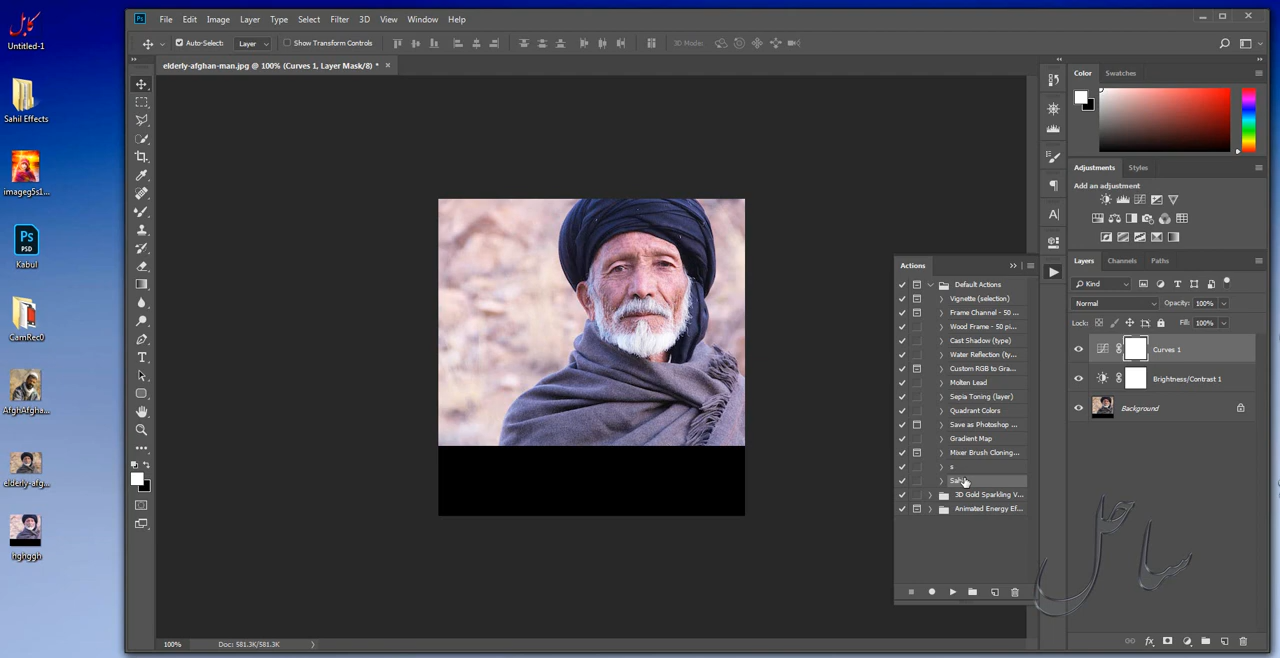 کابل
Untitled-1
Sahil Effects
imageg5s1...
Ps
PSD
Kabul
CamRec0
AfghAfgha...
elderly-afg...
hghggh
Ps File Edit Image Layer Type Select Filter 3D View Window Help
Auto-Select: Layer Show Transform Controls 3D Mode:
elderly-afghan-man.jpg @ 100% (Curves 1, Layer Mask/8) *
Actions
Default Actions
Vignette (selection)
Frame Channel - 50 ...
Wood Frame - 50 pi...
Cast Shadow (type)
Water Reflection (ty...
Custom RGB to Gra...
Molten Lead
Sepia Toning (layer)
Quadrant Colors
Save as Photoshop ...
Gradient Map
Mixer Brush Cloning...
s
3D Gold Sparkling V...
Animated Energy Ef...
Color Swatches
Adjustments Styles
Add an adjustment
Layers Channels Paths
Kind
Normal Opacity: 100%
Lock: Fill: 100%
Curves 1
Brightness/Contrast 1
Background
ساحل
100% Doc: 581.3K/581.3K